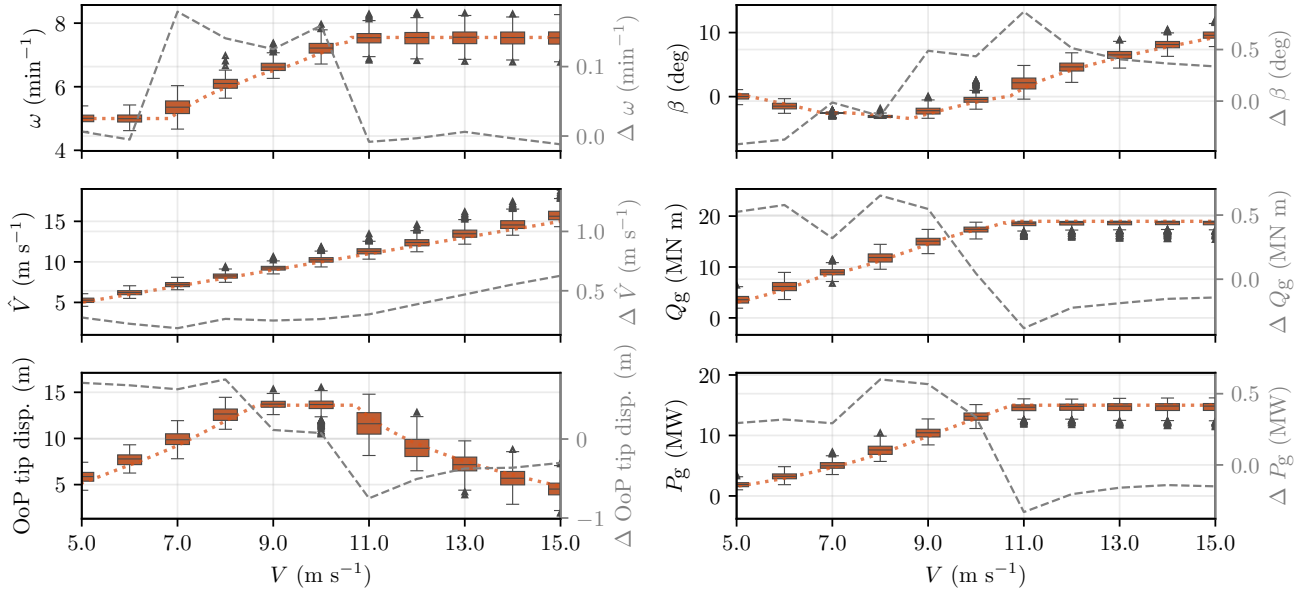 8
6
4
ω (min⁻¹)
0.1
0.0
Δ ω (min⁻¹)
10
0
β (deg)
0.5
0.0
Δ β (deg)
15
10
5
V̂ (m s⁻¹)
1.0
0.5
Δ V̂ (m s⁻¹)
20
10
0
Q_g (MN m)
0.5
0.0
Δ Q_g (MN m)
15
10
5
OoP tip disp. (m)
0
−1
Δ OoP tip disp. (m)
5.0 7.0 9.0 11.0 13.0 15.0
V (m s⁻¹)
20
10
0
P_g (MW)
0.5
0.0
Δ P_g (MW)
5.0 7.0 9.0 11.0 13.0 15.0
V (m s⁻¹)